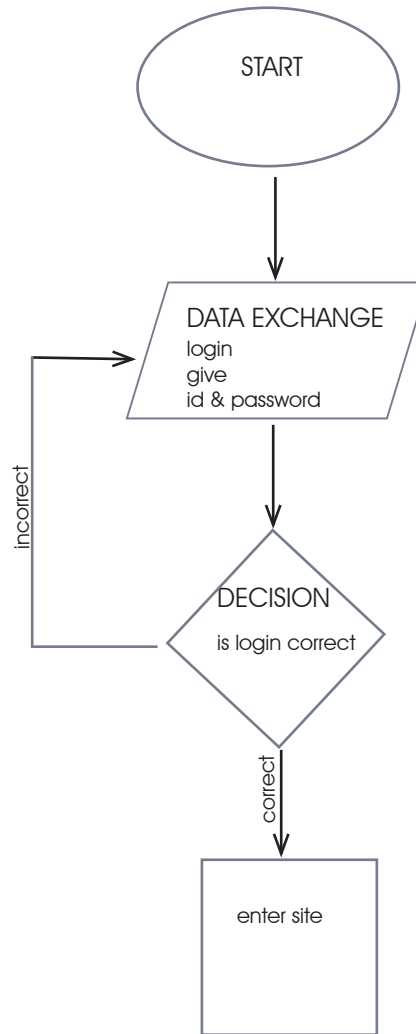 START
DATA EXCHANGE
login
give
id & password
incorrect
DECISION
is login correct
correct
enter site